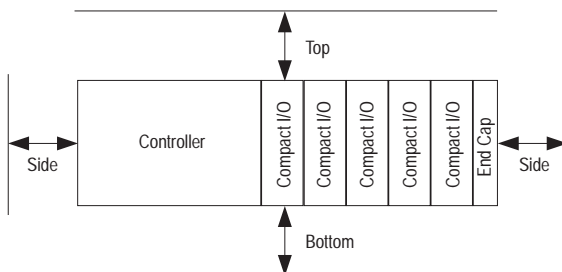 Top
Side
Controller
Compact I/O
Compact I/O
Compact I/O
Compact I/O
Compact I/O
End Cap
Side
Bottom